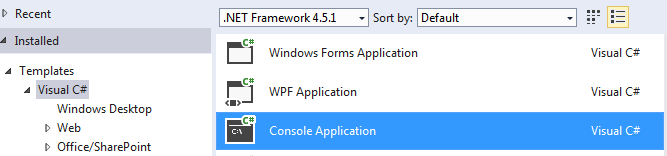 Recent
Installed
Templates
Visual C#
Windows Desktop
Web
Office/SharePoint
.NET Framework 4.5.1 Sort by: Default
C# Windows Forms Application Visual C#
C# WPF Application Visual C#
C# C:\ Console Application Visual C#